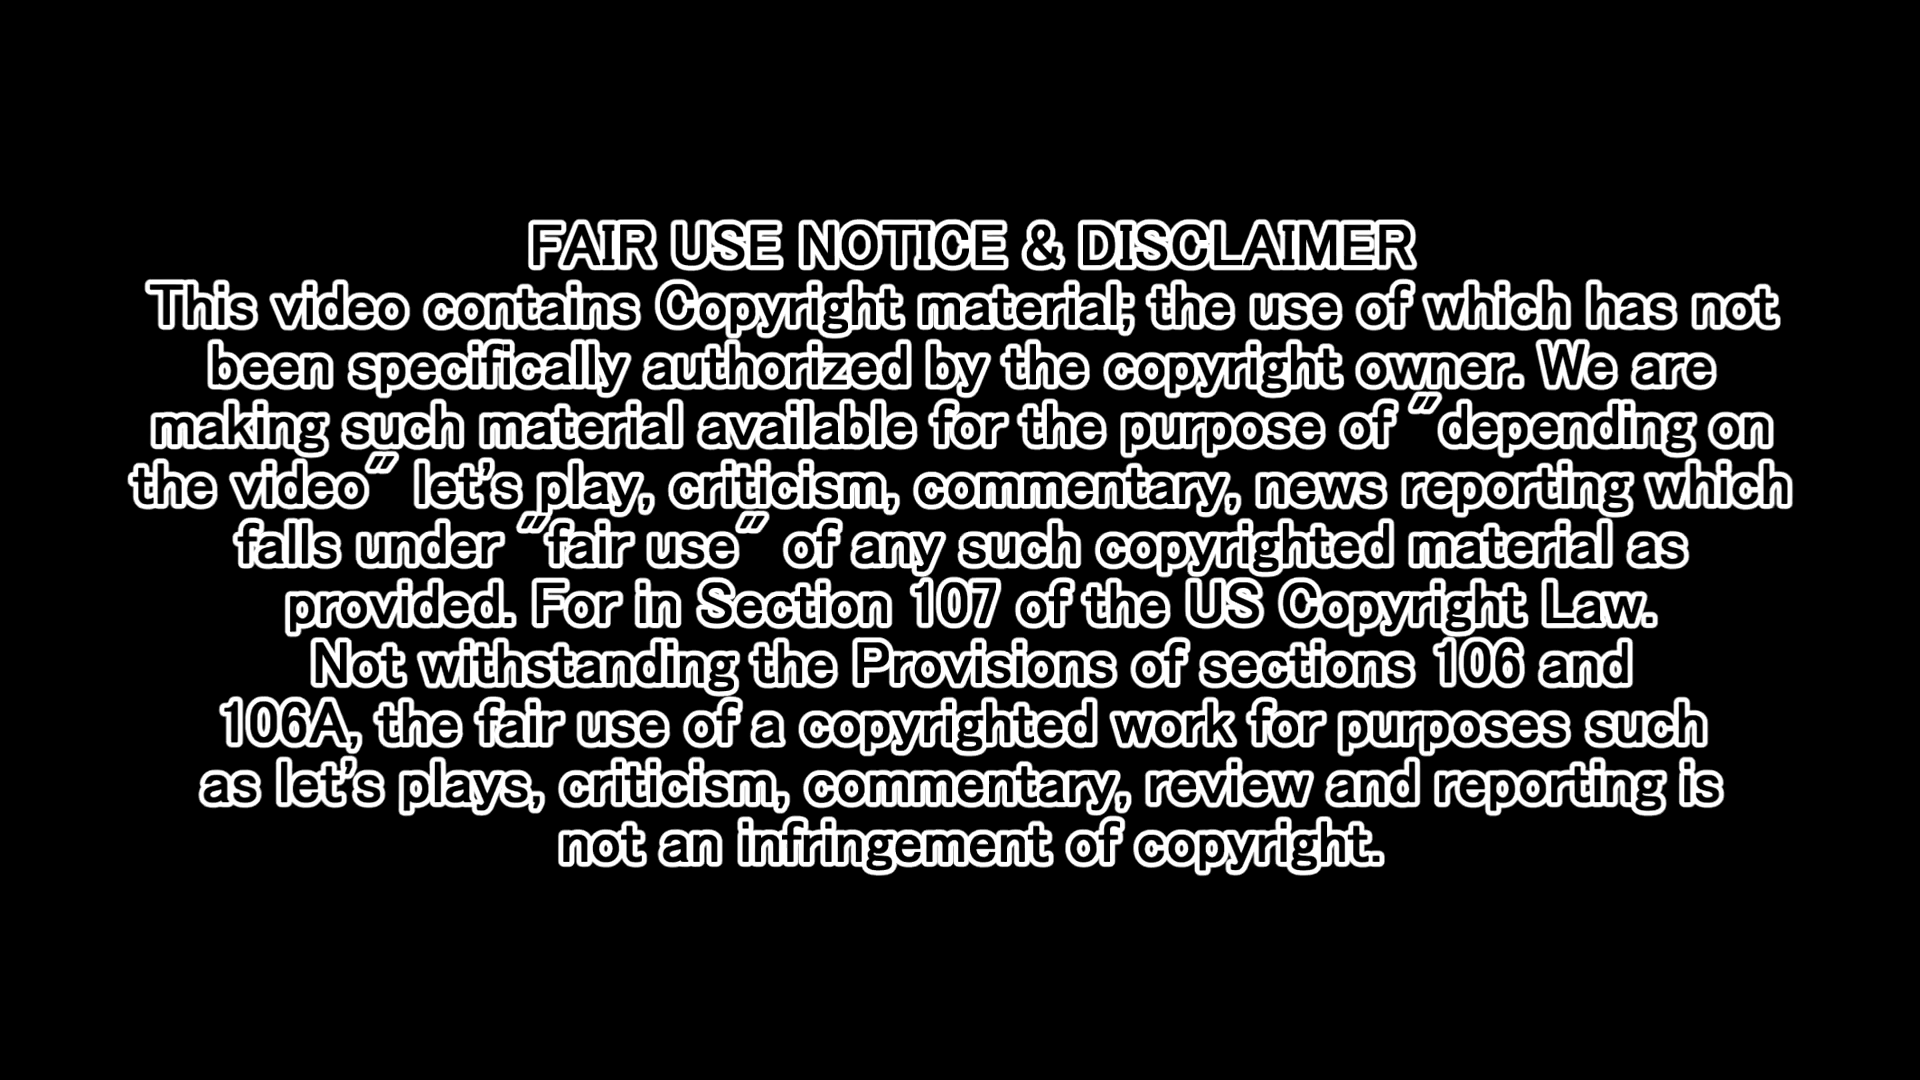 FAIR USE NOTICE & DISCLAIMER
This video contains Copyright material; the use of which has not
been specifically authorized by the copyright owner. We are
making such material available for the purpose of "depending on
the video" let's play, criticism, commentary, news reporting which
falls under "fair use" of any such copyrighted material as
provided. For in Section 107 of the US Copyright Law.
Not withstanding the Provisions of sections 106 and
106A, the fair use of a copyrighted work for purposes such
as let's plays, criticism, commentary, review and reporting is
not an infringement of copyright.